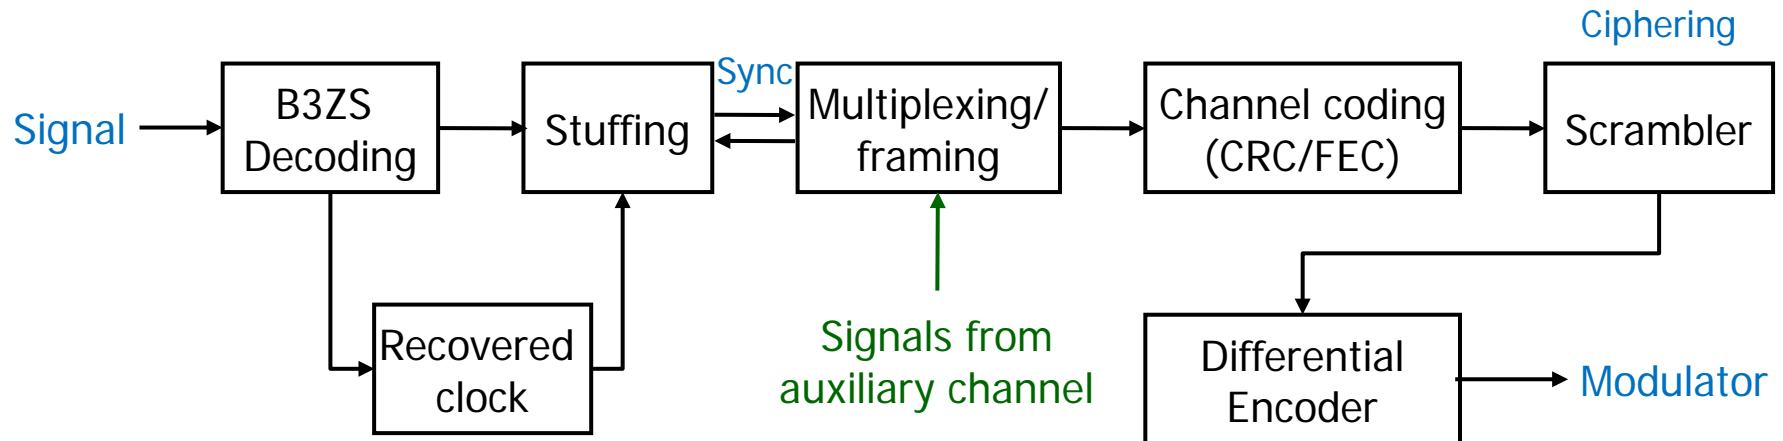 Signal
B3ZS
Decoding
Stuffing
Sync
Multiplexing/
framing
Channel coding
(CRC/FEC)
Ciphering
Scrambler
Recovered
clock
Signals from
auxiliary channel
Differential
Encoder
Modulator